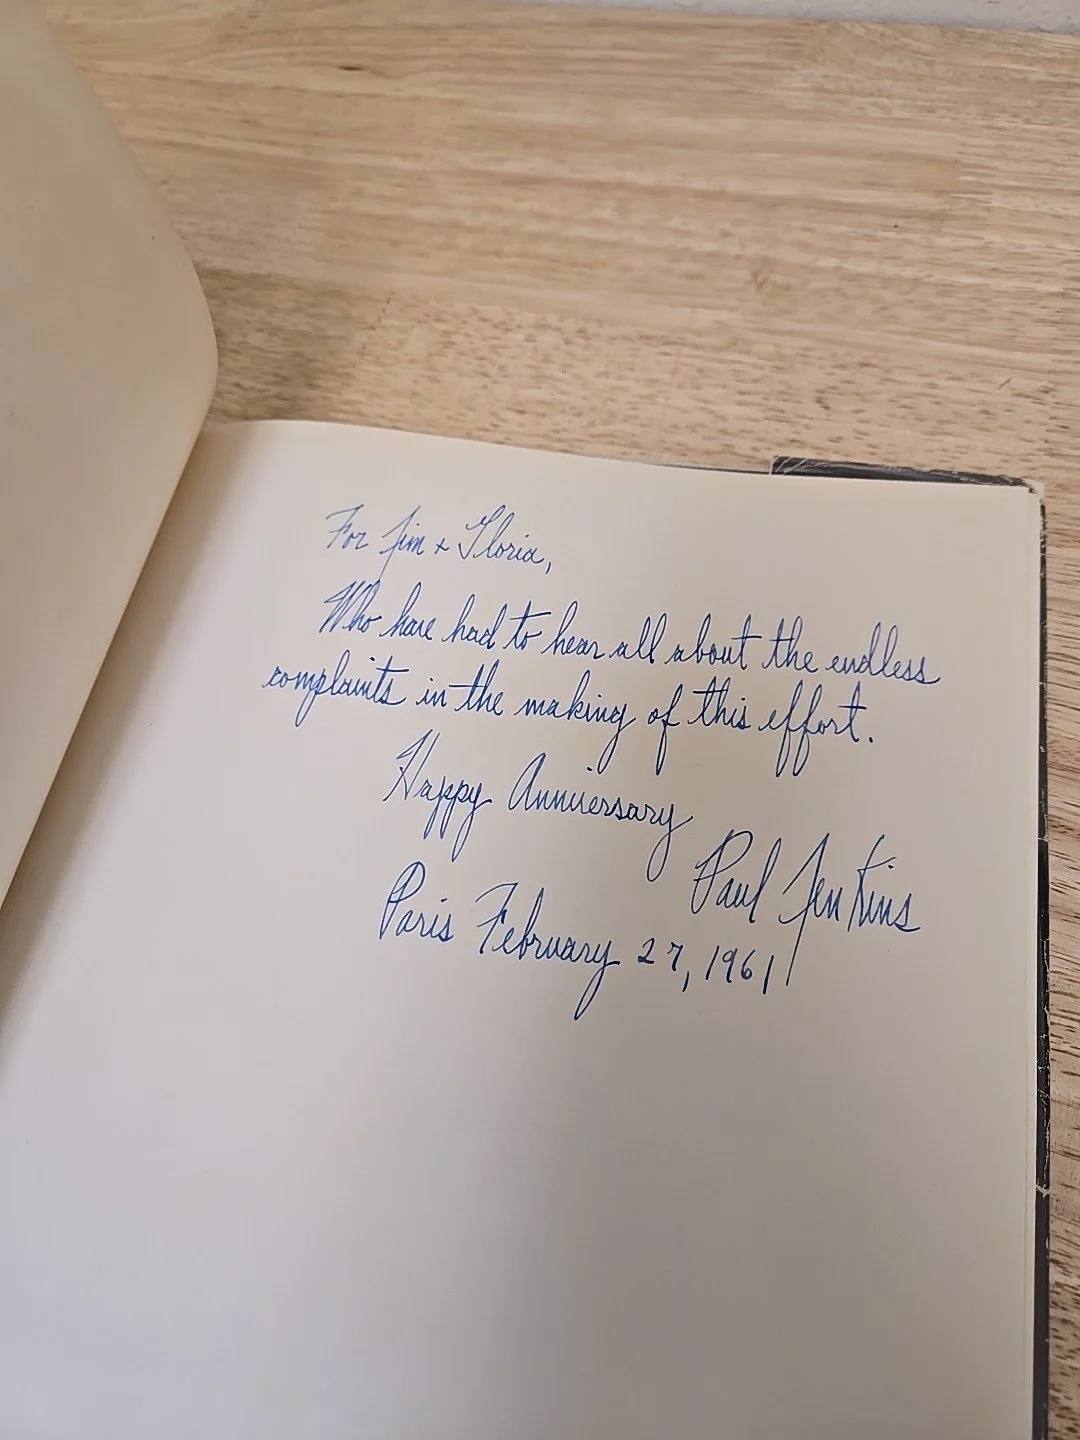 For Jim + Gloria,
Who have had to hear all about the endless
complaints in the making of this effort.
Happy Anniversary
Paul Jenkins
Paris February 27, 1961